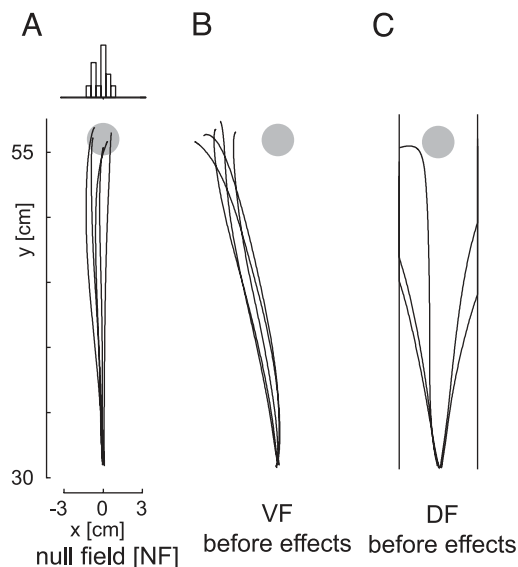 A
B
C
55
y [cm]
30
-3 0 3
x [cm]
null field [NF]
VF
before effects
DF
before effects